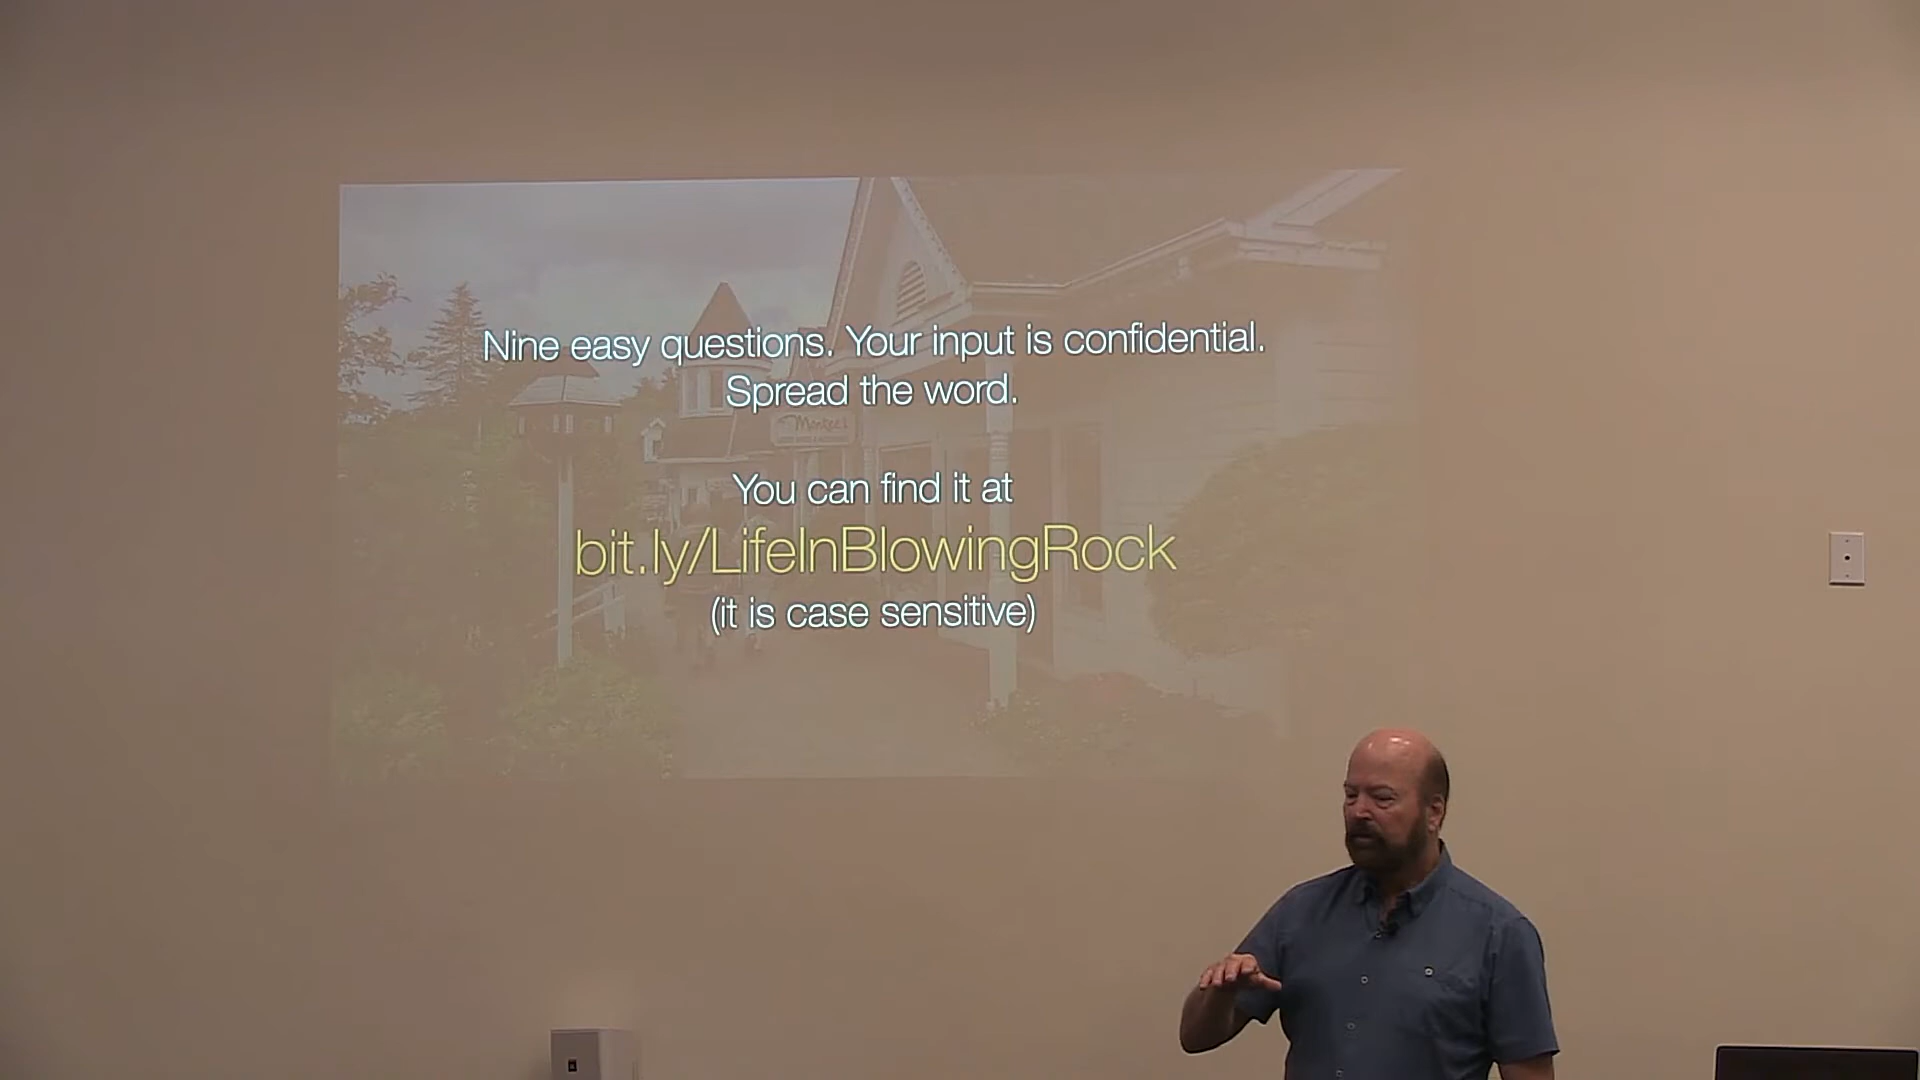 Nine easy questions. Your input is confidential.
Spread the word.
Monkee's
You can find it at
bit.ly/LifeInBlowingRock
(it is case sensitive)